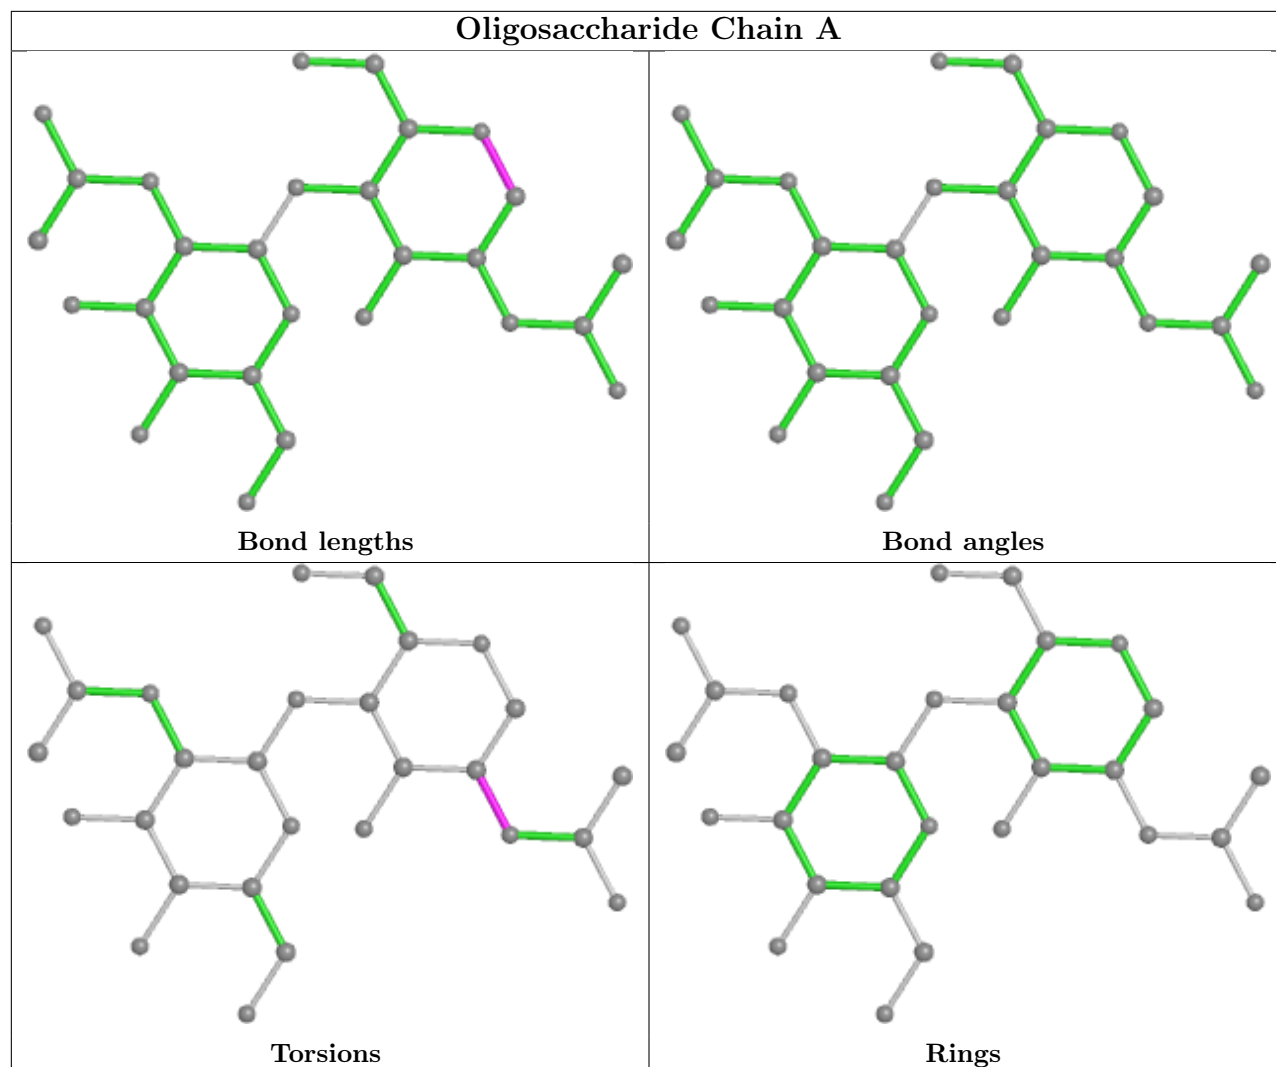 Oligosaccharide Chain A
Bond lengths
Bond angles
Torsions
Rings